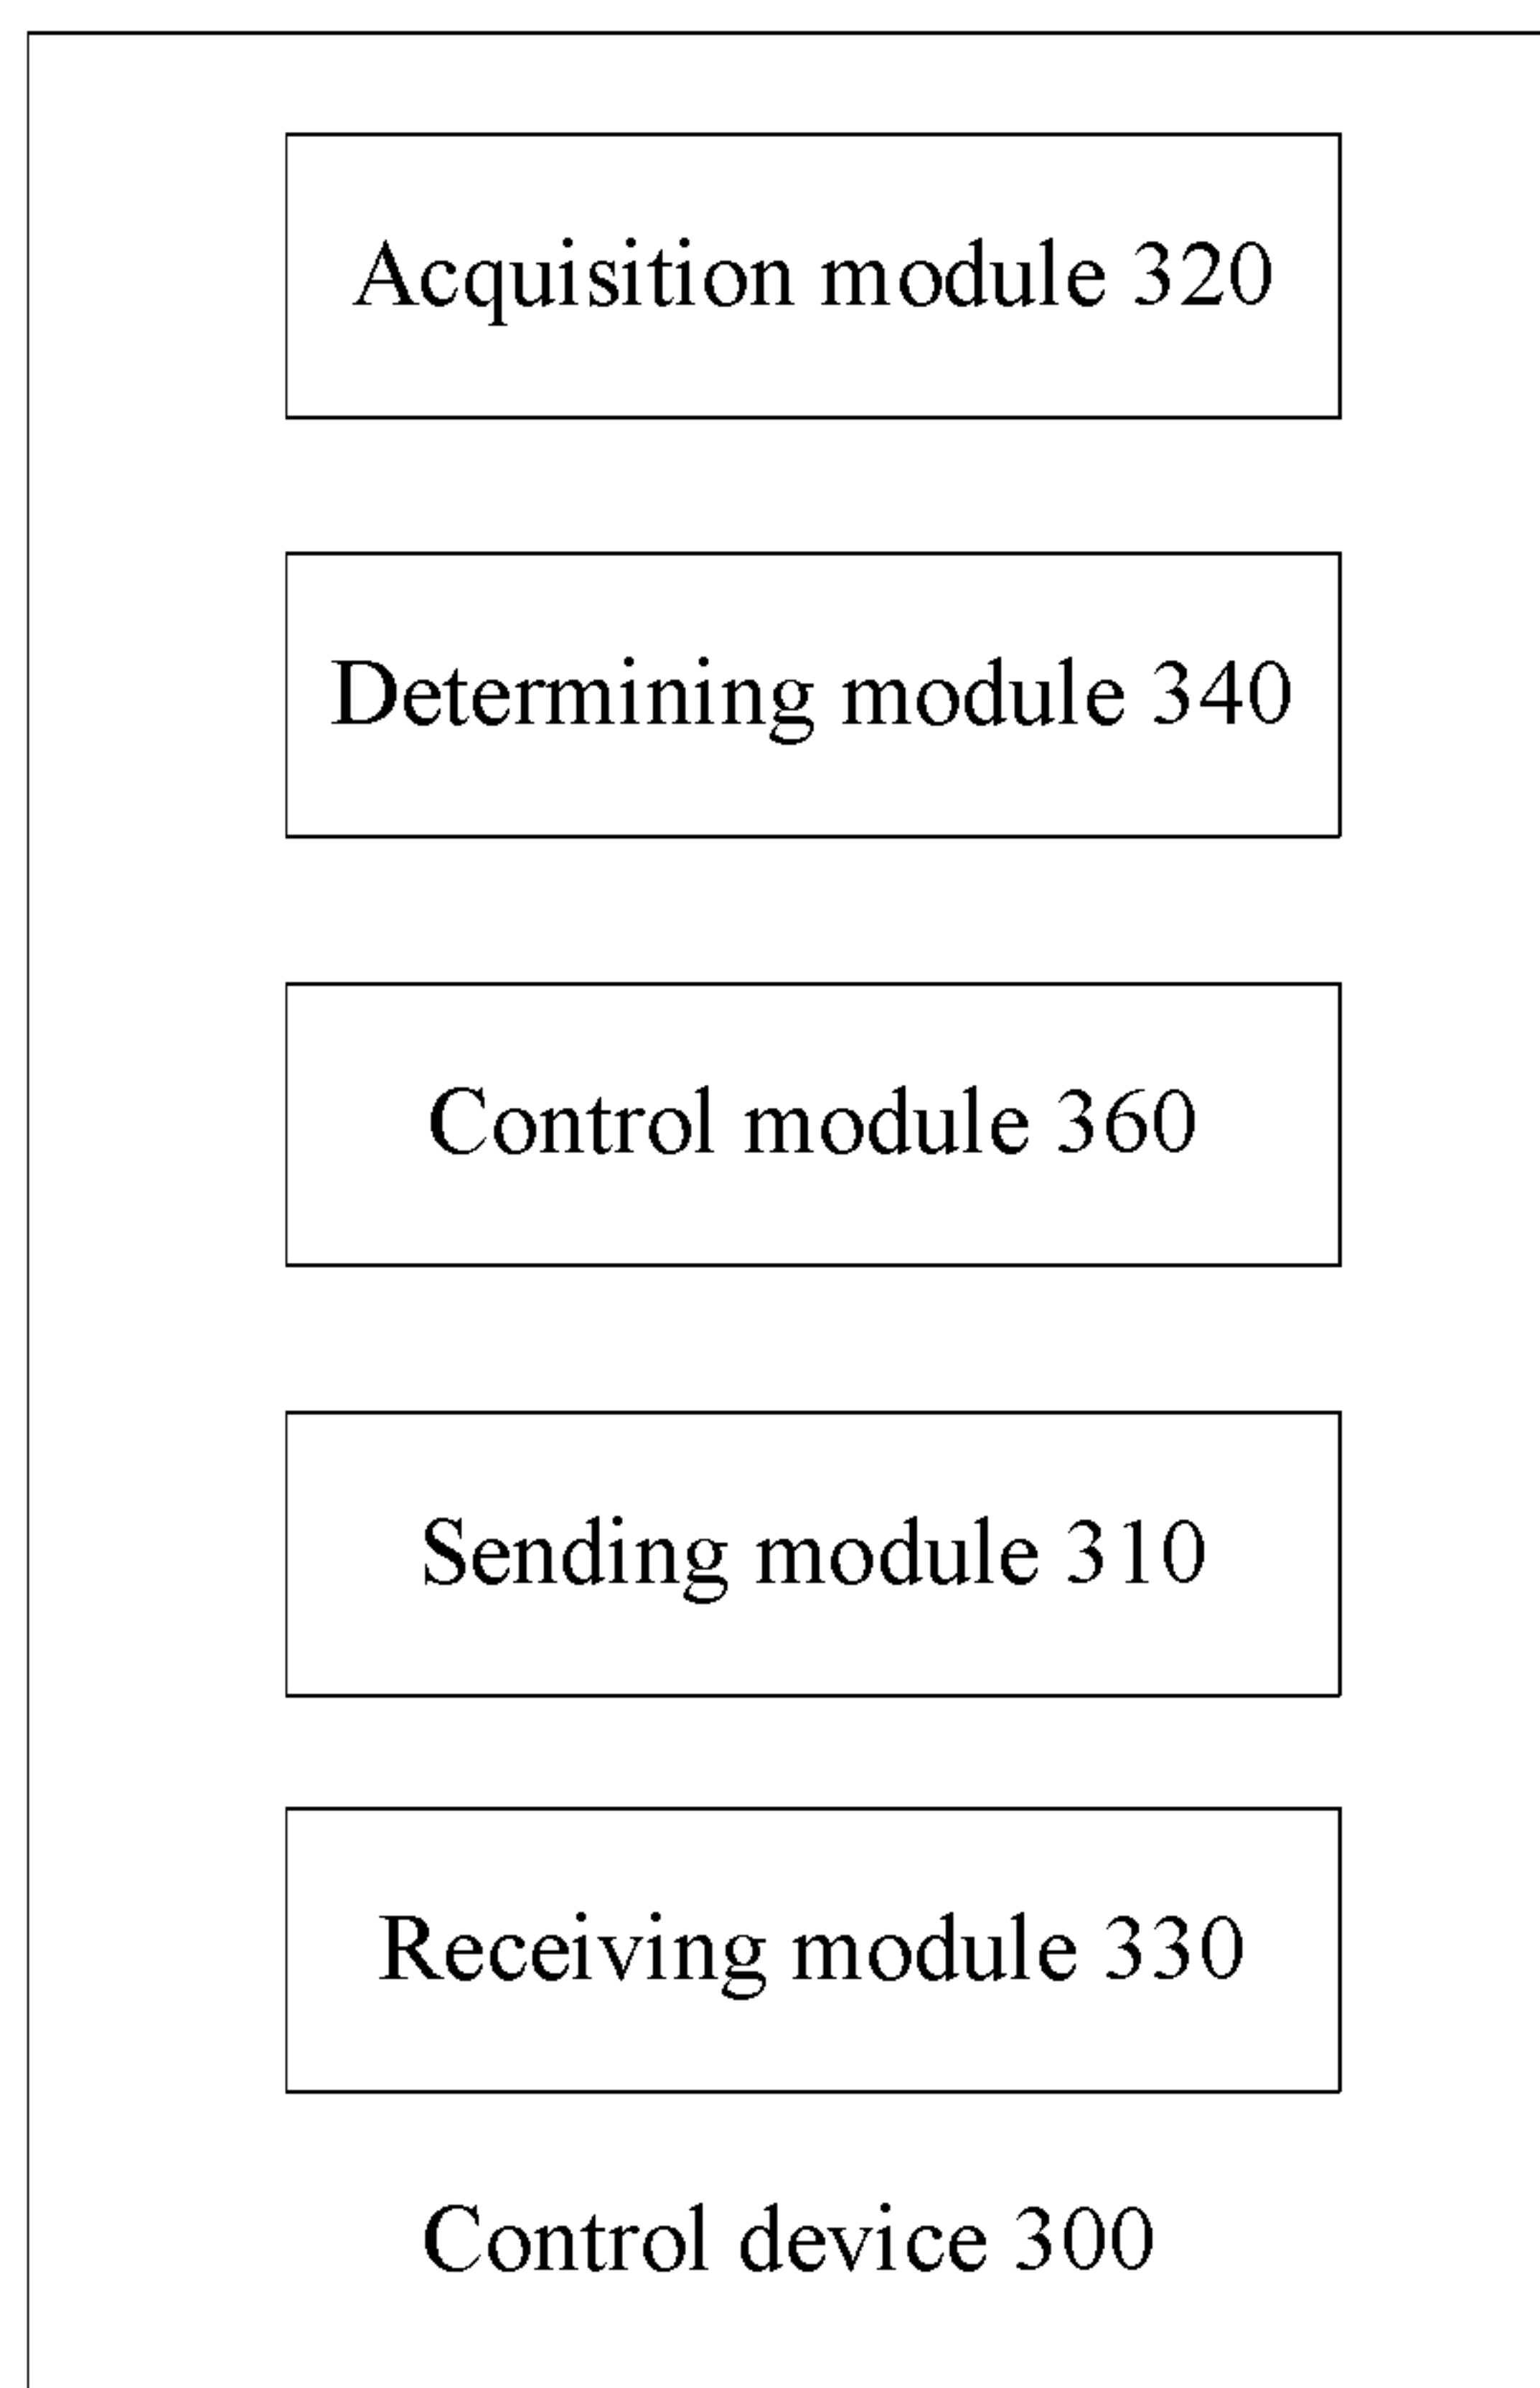 Acquisition module 320
Determining module 340
Control module 360
Sending module 310
Receiving module 330
Control device 300